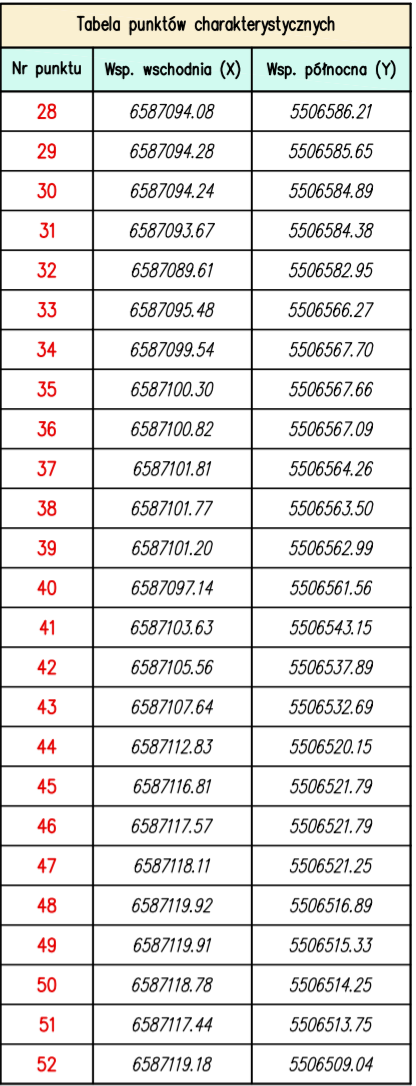 Tabela punktów charakterystycznych
Nr punktu Wsp. wschodnia (X) Wsp. północna (Y)
28 6587094.08 5506586.21
29 6587094.28 5506585.65
30 6587094.24 5506584.89
31 6587093.67 5506584.38
32 6587089.61 5506582.95
33 6587095.48 5506566.27
34 6587099.54 5506567.70
35 6587100.30 5506567.66
36 6587100.82 5506567.09
37 6587101.81 5506564.26
38 6587101.77 5506563.50
39 6587101.20 5506562.99
40 6587097.14 5506561.56
41 6587103.63 5506543.15
42 6587105.56 5506537.89
43 6587107.64 5506532.69
44 6587112.83 5506520.15
45 6587116.81 5506521.79
46 6587117.57 5506521.79
47 6587118.11 5506521.25
48 6587119.92 5506516.89
49 6587119.91 5506515.33
50 6587118.78 5506514.25
51 6587117.44 5506513.75
52 6587119.18 5506509.04